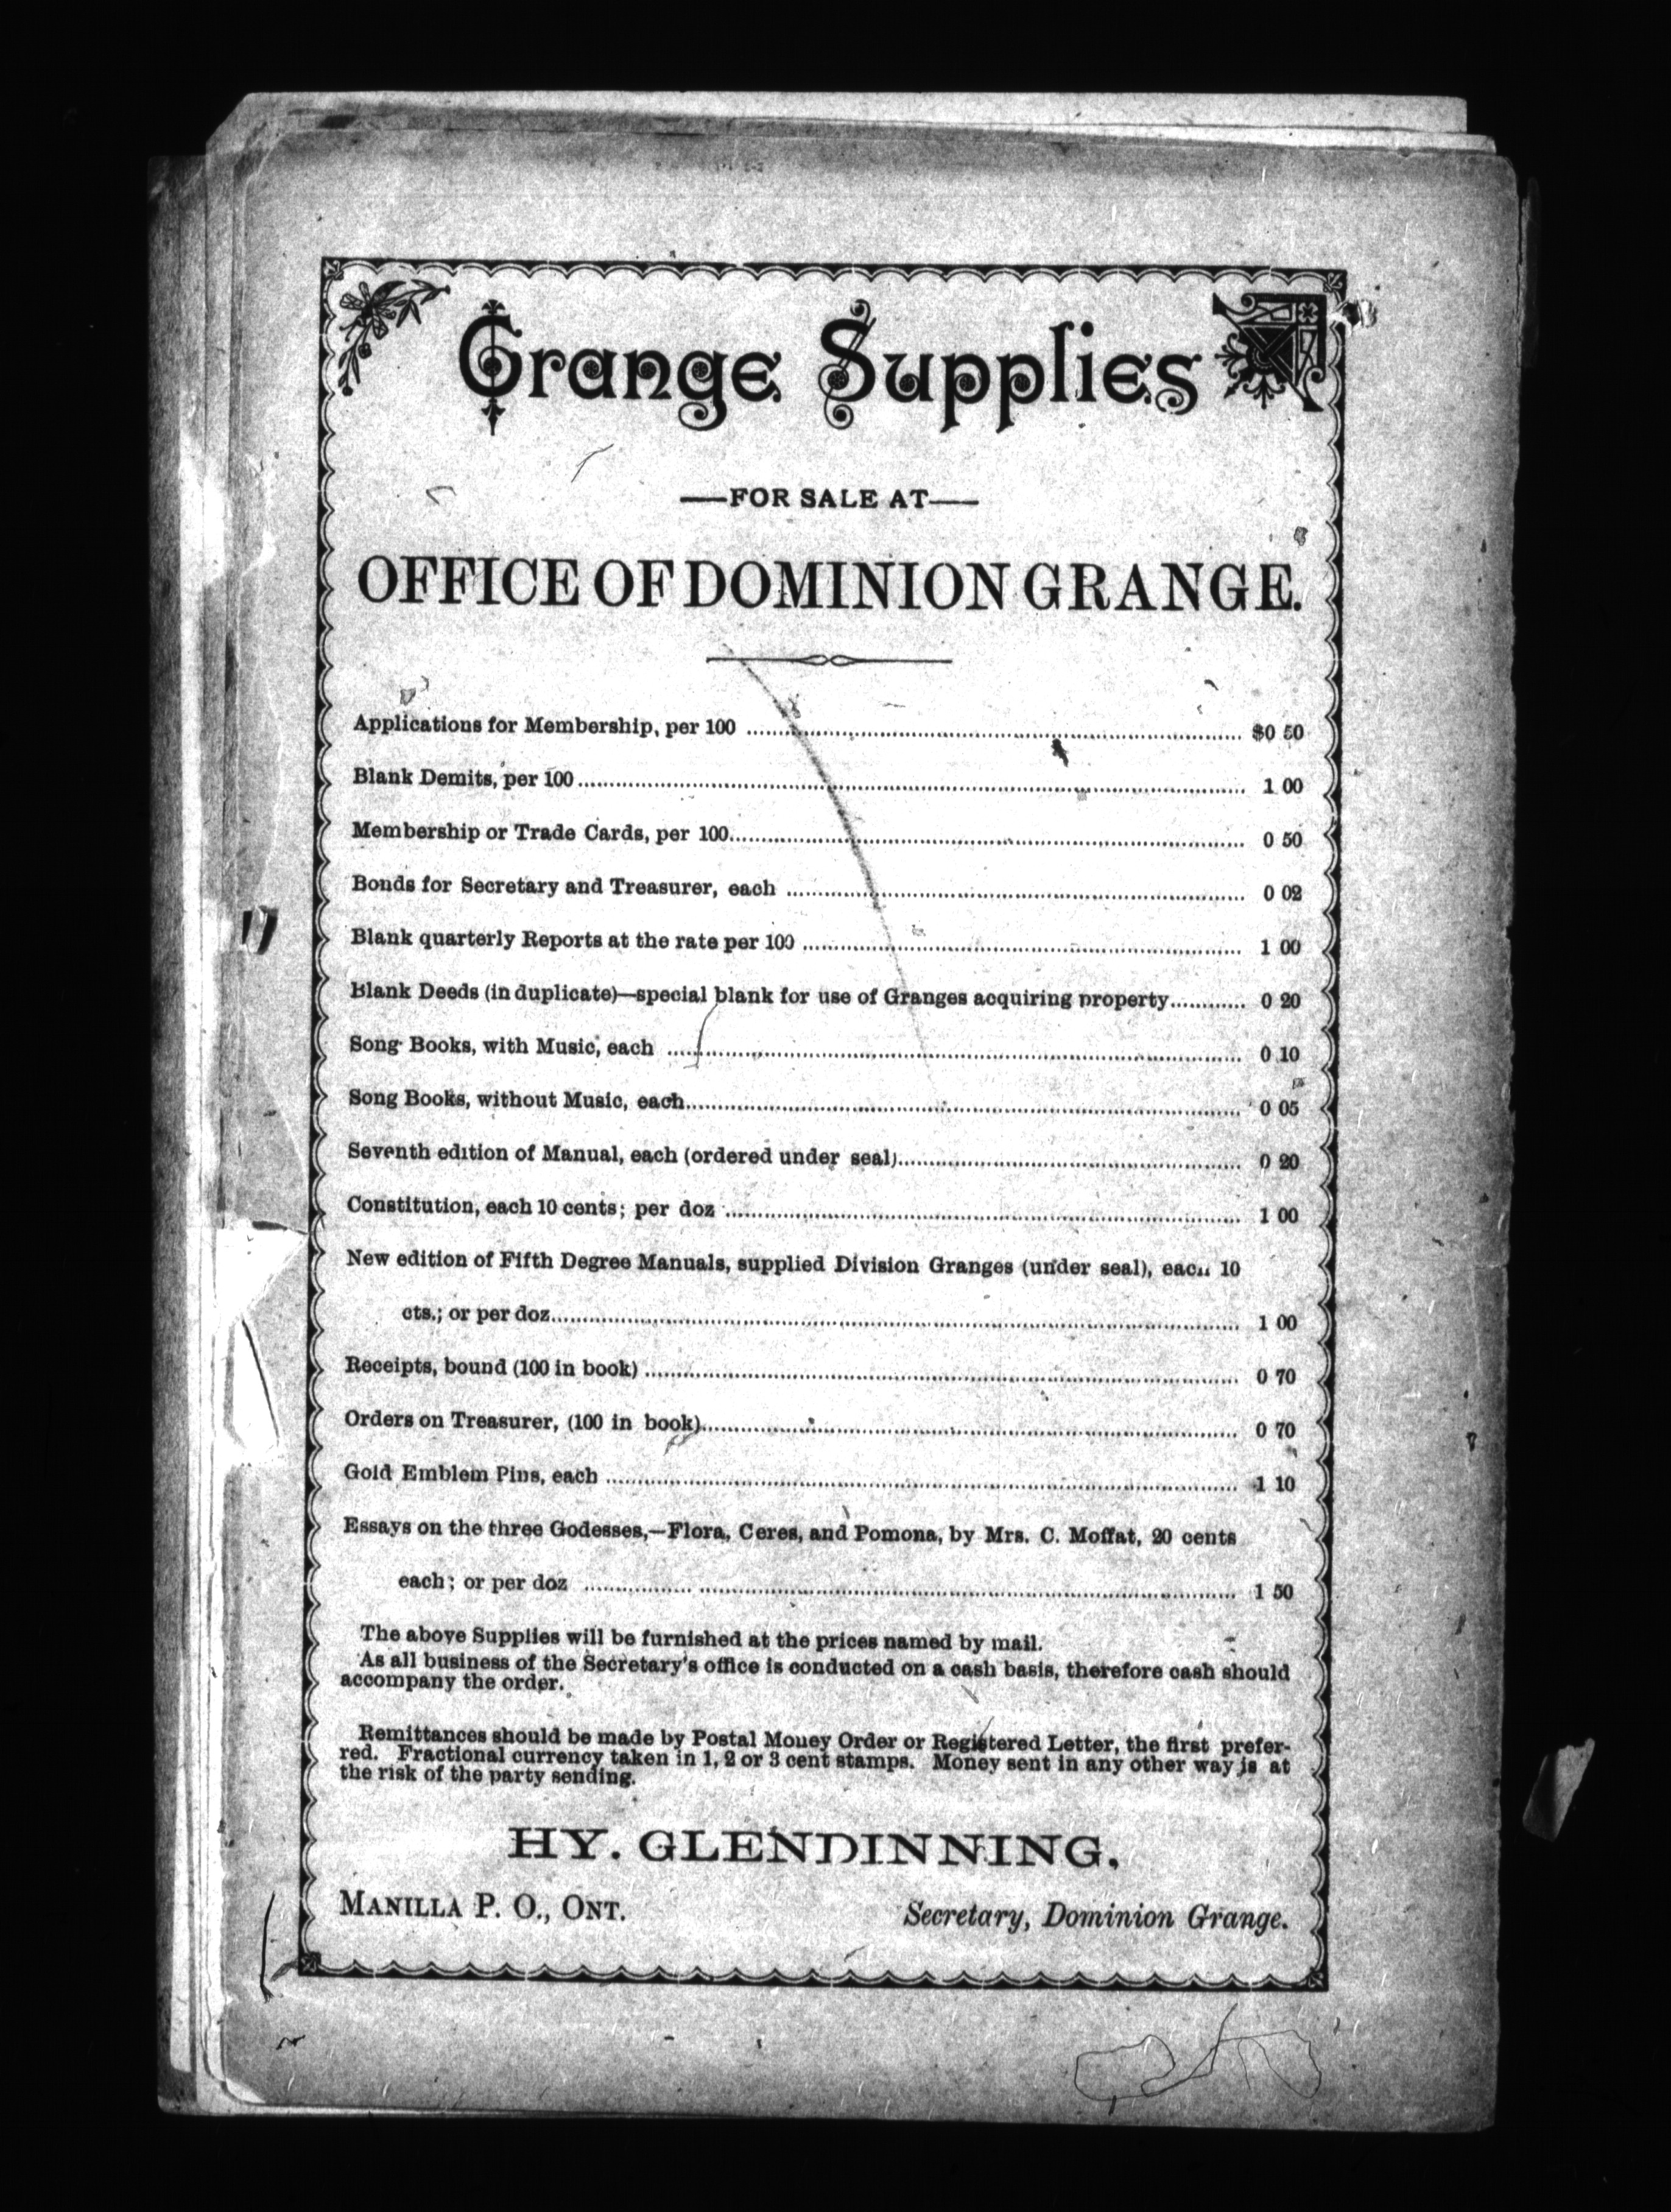 Grange Supplies
—FOR SALE AT—
OFFICE OF DOMINION GRANGE.
Applications for Membership, per 100 ........ $0 50
Blank Demits, per 100 ........ 1 00
Membership or Trade Cards, per 100 ........ 0 50
Bonds for Secretary and Treasurer, each ........ 0 02
Blank quarterly Reports at the rate per 100 ........ 1 00
Blank Deeds (in duplicate)—special blank for use of Granges acquiring property ........ 0 20
Song Books, with Music, each ........ 0 10
Song Books, without Music, each ........ 0 05
Seventh edition of Manual, each (ordered under seal) ........ 0 20
Constitution, each 10 cents; per doz ........ 1 00
New edition of Fifth Degree Manuals, supplied Division Granges (under seal), each 10
cts.; or per doz ........ 1 00
Receipts, bound (100 in book) ........ 0 70
Orders on Treasurer, (100 in book) ........ 0 70
Gold Emblem Pins, each ........ 1 10
Essays on the three Godesses,—Flora, Ceres, and Pomona, by Mrs. C. Moffat, 20 cents
each; or per doz ........ 1 50
The above Supplies will be furnished at the prices named by mail.
As all business of the Secretary's office is conducted on a cash basis, therefore cash should
accompany the order.
Remittances should be made by Postal Money Order or Registered Letter, the first prefer-
red. Fractional currency taken in 1, 2 or 3 cent stamps. Money sent in any other way is at
the risk of the party sending.
HY. GLENDINNING,
MANILLA P. O., ONT. Secretary, Dominion Grange.